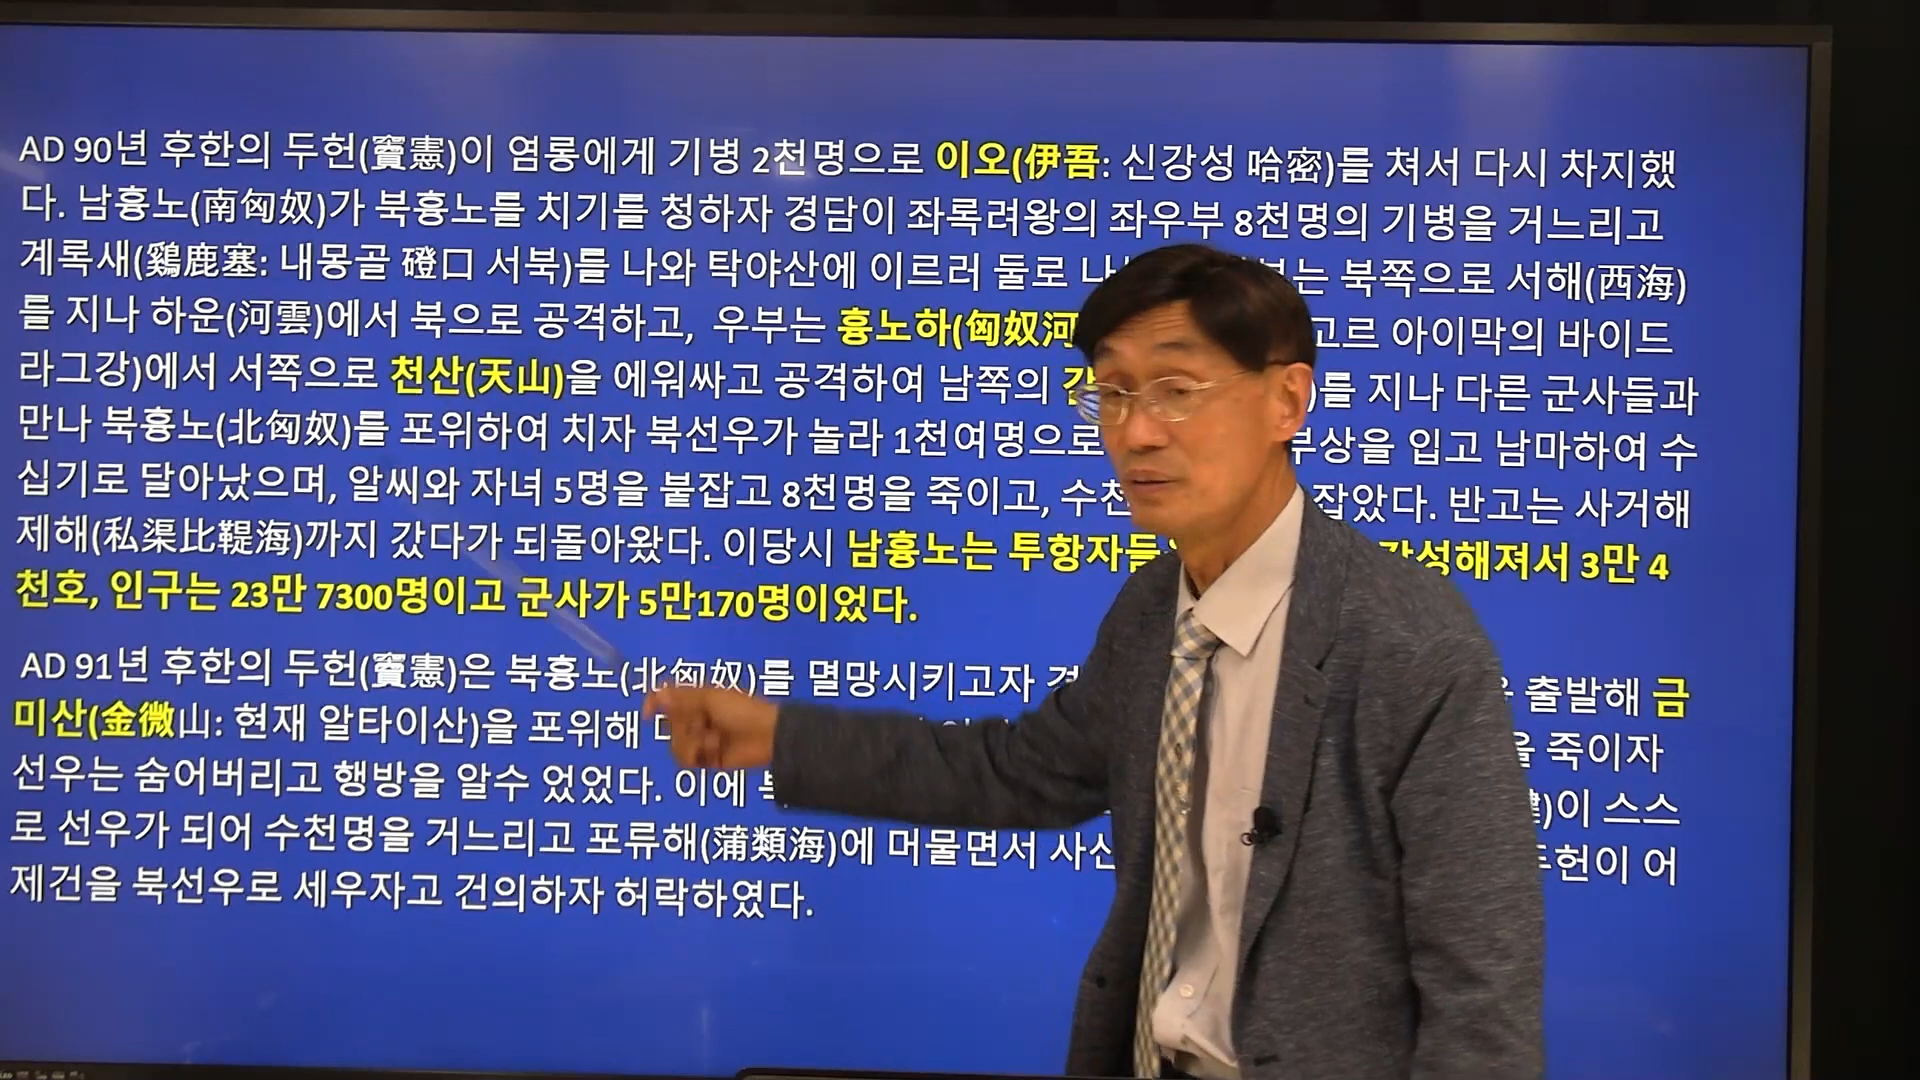 AD 90년 후한의 두헌(竇憲)이 염롱에게 기병 2천명으로 이오(伊吾: 신강성 哈密)를 쳐서 다시 차지했
다. 남흉노(南匈奴)가 북흉노를 치기를 청하자 경담이 좌록려왕의 좌우부 8천명의 기병을 거느리고
계록새(鷄鹿塞: 내몽골 磴口 서북)를 나와 탁야산에 이르러 둘로 는 북쪽으로 서해(西海)
를 지나 하운(河雲)에서 북으로 공격하고, 우부는 흉노하(匈奴河 고르 아이막의 바이드
라그강)에서 서쪽으로 천산(天山)을 에워싸고 공격하여 남쪽의 )를 지나 다른 군사들과
만나 북흉노(北匈奴)를 포위하여 치자 북선우가 놀라 1천여명으로 부상을 입고 남마하여 수
십기로 달아났으며, 알씨와 자녀 5명을 붙잡고 8천명을 죽이고, 수천 잡았다. 반고는 사거해
제해(私渠比鞮海)까지 갔다가 되돌아왔다. 이당시 남흉노는 투항자들 강성해져서 3만 4
천호, 인구는 23만 7300명이고 군사가 5만170명이었다.
AD 91년 후한의 두헌(竇憲)은 북흉노(北匈奴)를 멸망시키고자 출발해 금
미산(金微山: 현재 알타이산)을 포위해 을 죽이자
선우는 숨어버리고 행방을 알수 었었다. 이에 )이 스스
로 선우가 되어 수천명을 거느리고 포류해(蒲類海)에 머물면서 사신 두헌이 어
제건을 북선우로 세우자고 건의하자 허락하였다.